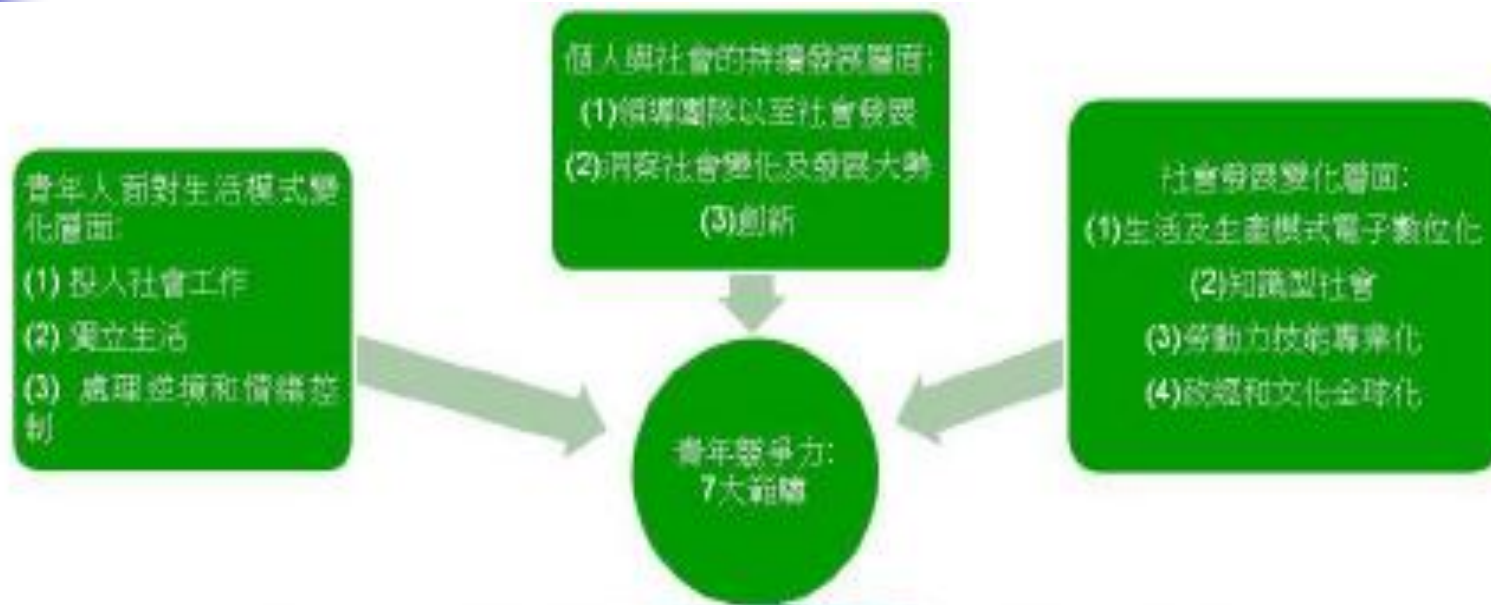 個人與社會的持續發展層面:
(1)領導團隊以至社會發展
(2)洞察社會變化及發展大勢
(3)創新
青年人面對生活模式變
化層面:
(1) 投入社會工作
(2) 獨立生活
(3) 處理逆境和情緒控
制
社會發展變化層面:
(1)生活及生產模式電子數位化
(2)知識型社會
(3)勞動力技能專業化
(4)政經和文化全球化
青年競爭力:
7大範疇